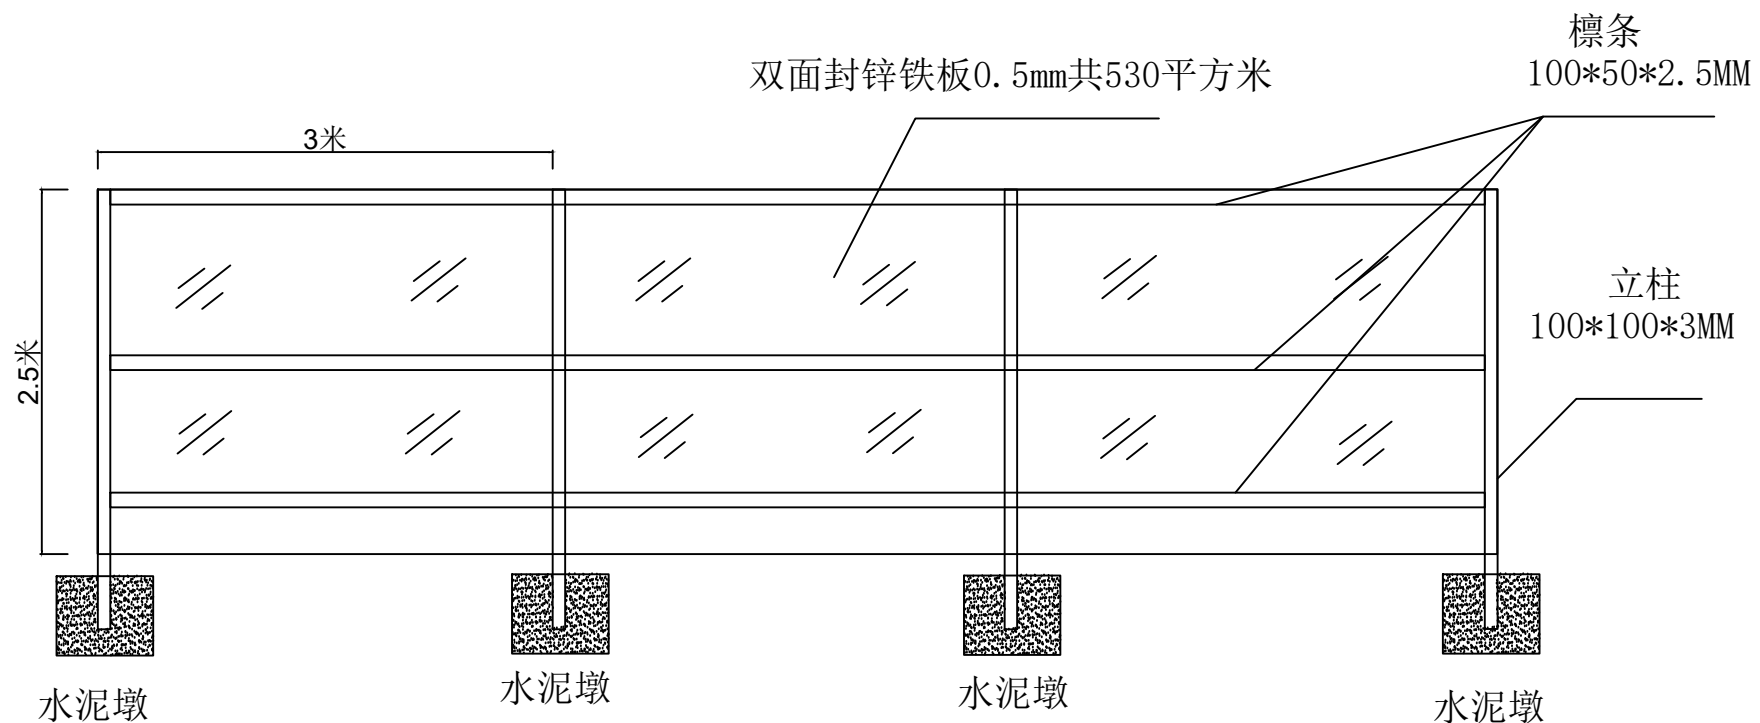 檩条
100*50*2.5MM
双面封锌铁板0.5mm共530平方米
3米
立柱
100*100*3MM
2.5米
水泥墩
水泥墩
水泥墩
水泥墩